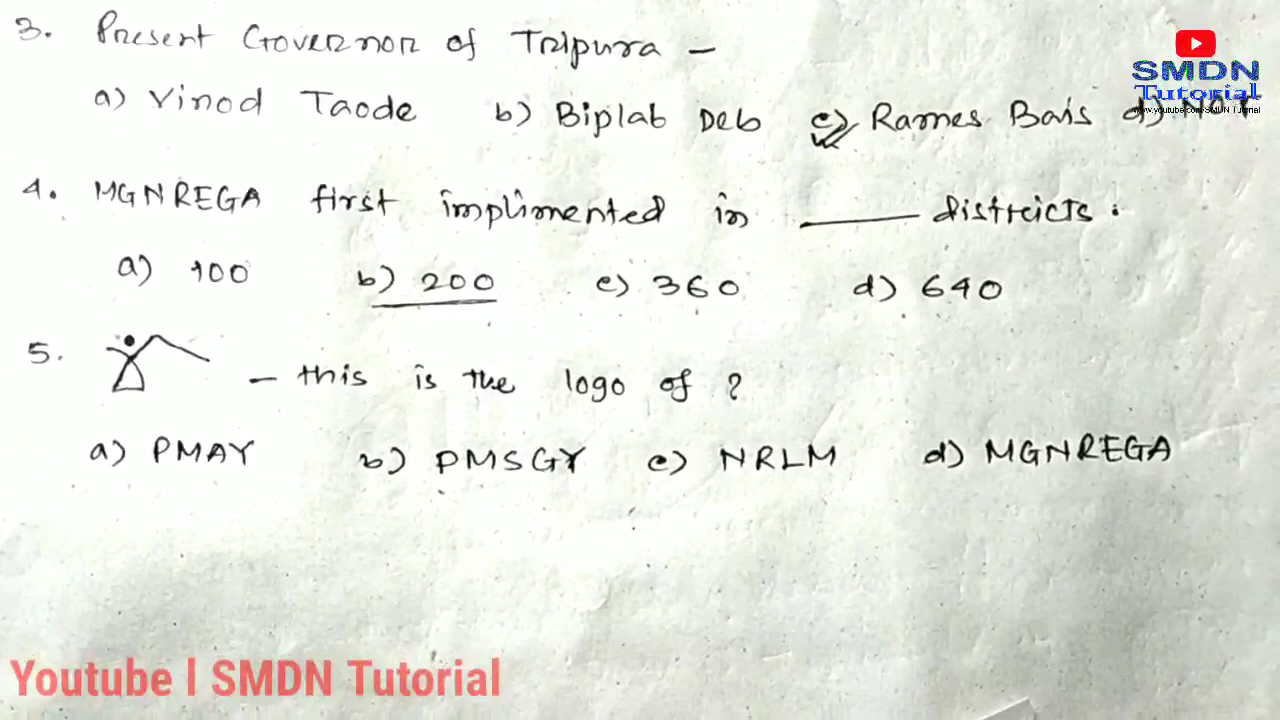 3. Present Governor of Tripura -
a) Vinod Taode b) Biplab Deb c) Rames Bais d)
SMDN
Tutorial
4. MGNREGA first implimented in ______ districts.
a) 100 b) 200 c) 360 d) 640
5. - this is the logo of ?
a) PMAY b) PMSGY c) NRLM d) MGNREGA
Youtube l SMDN Tutorial